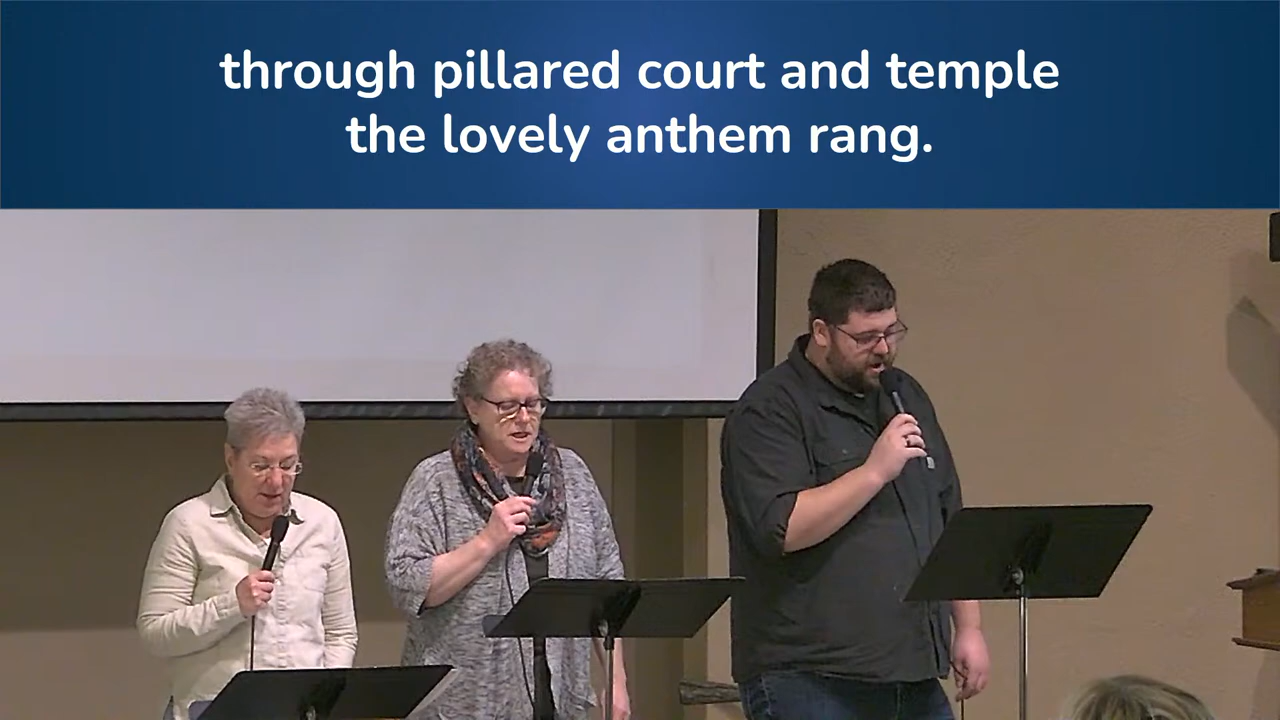 through pillared court and temple
the lovely anthem rang.